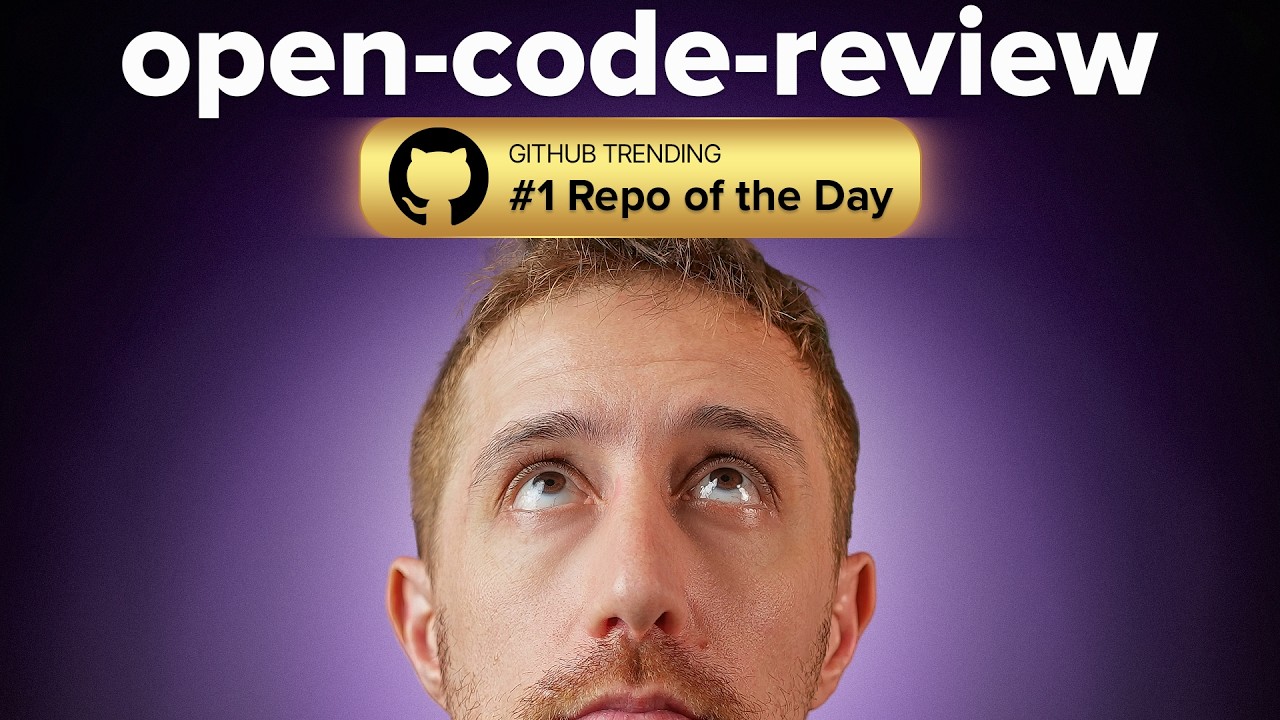 open-code-review
GITHUB TRENDING
#1 Repo of the Day